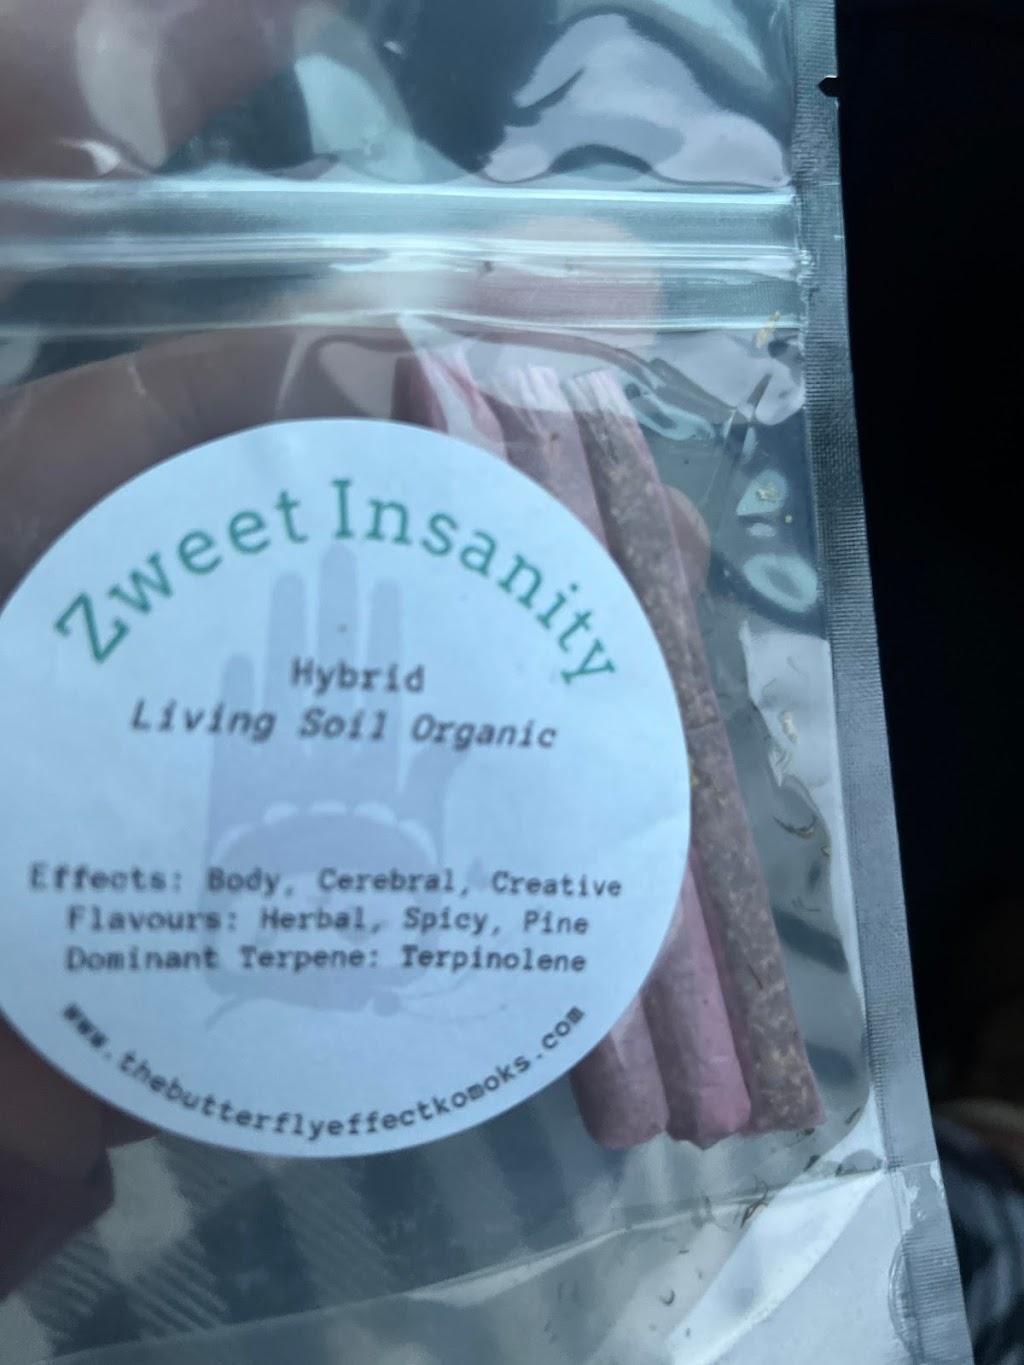 Zweet Insanity
Hybrid
Living Soil Organic
Effects: Body, Cerebral, Creative
Flavours: Herbal, Spicy, Pine
Dominant Terpene: Terpinolene
www.thebutterflyeffectkomoks.com